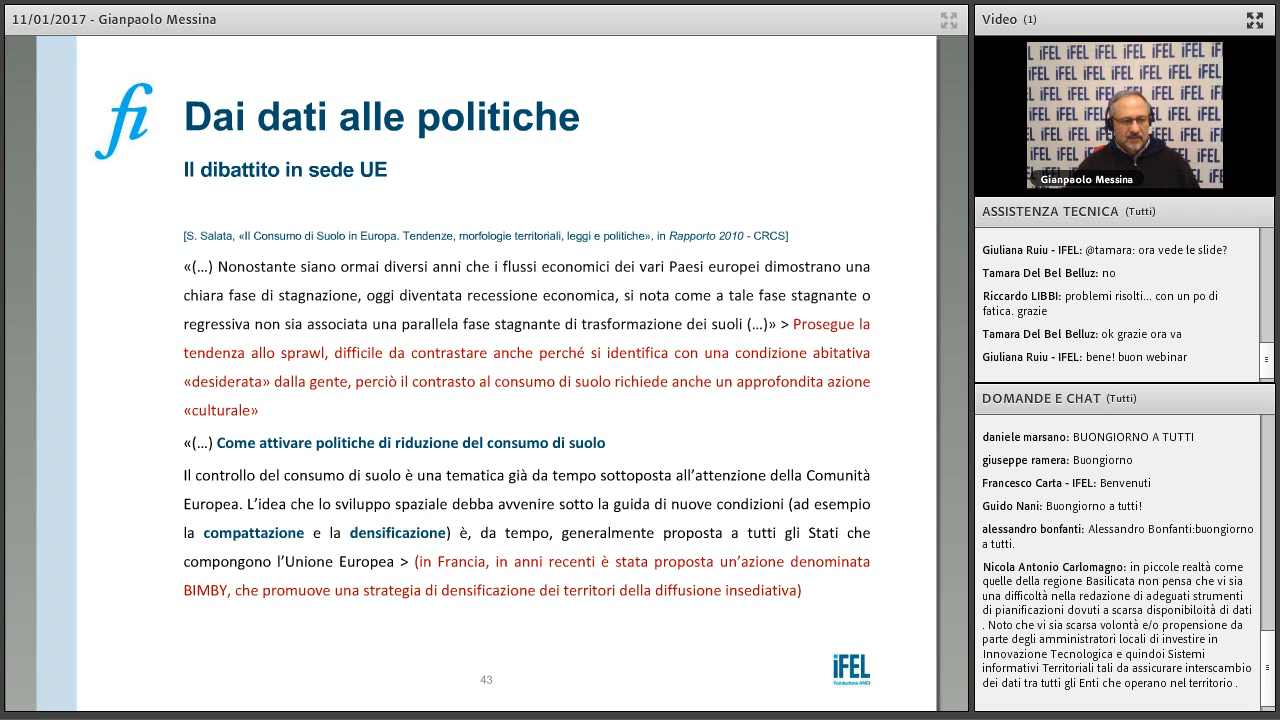 11/01/2017 - Gianpaolo Messina
fi
Dai dati alle politiche
Il dibattito in sede UE
[S. Salata, «Il Consumo di Suolo in Europa. Tendenze, morfologie territoriali, leggi e politiche», in Rapporto 2010 - CRCS]
«(...) Nonostante siano ormai diversi anni che i flussi economici dei vari Paesi europei dimostrano una
chiara fase di stagnazione, oggi diventata recessione economica, si nota come a tale fase stagnante o
regressiva non sia associata una parallela fase stagnante di trasformazione dei suoli (...)» > Prosegue la
tendenza allo sprawl, difficile da contrastare anche perché si identifica con una condizione abitativa
«desiderata» dalla gente, perciò il contrasto al consumo di suolo richiede anche un approfondita azione
«culturale»
«(...) Come attivare politiche di riduzione del consumo di suolo
Il controllo del consumo di suolo è una tematica già da tempo sottoposta all'attenzione della Comunità
Europea. L'idea che lo sviluppo spaziale debba avvenire sotto la guida di nuove condizioni (ad esempio
la compattazione e la densificazione) è, da tempo, generalmente proposta a tutti gli Stati che
compongono l'Unione Europea > (in Francia, in anni recenti è stata proposta un'azione denominata
BIMBY, che promuove una strategia di densificazione dei territori della diffusione insediativa)
43
iFEL
Fondazione ANCI
Video (1)
iFEL
Gianpaolo Messina
ASSISTENZA TECNICA (Tutti)
Giuliana Ruiu - IFEL: @tamara: ora vede le slide?
Tamara Del Bel Belluz: no
Riccardo LIBBI: problemi risolti... con un po di
fatica. grazie
Tamara Del Bel Belluz: ok grazie ora va
Giuliana Ruiu - IFEL: bene! buon webinar
DOMANDE E CHAT (Tutti)
daniele marsano: BUONGIORNO A TUTTI
giuseppe ramera: Buongiorno
Francesco Carta - IFEL: Benvenuti
Guido Nani: Buongiorno a tutti!
alessandro bonfanti: Alessandro Bonfanti:buongiorno
a tutti.
Nicola Antonio Carlomagno: in piccole realtà come
quelle della regione Basilicata non pensa che vi sia
una difficoltà nella redazione di adeguati strumenti
di pianificazioni dovuti a scarsa disponibiloità di dati
. Noto che vi sia scarsa volontà e/o propensione da
parte degli amministratori locali di investire in
Innovazione Tecnologica e quindoi Sistemi
informativi Territoriali tali da assicurare interscambio
dei dati tra tutti gli Enti che operano nel territorio .